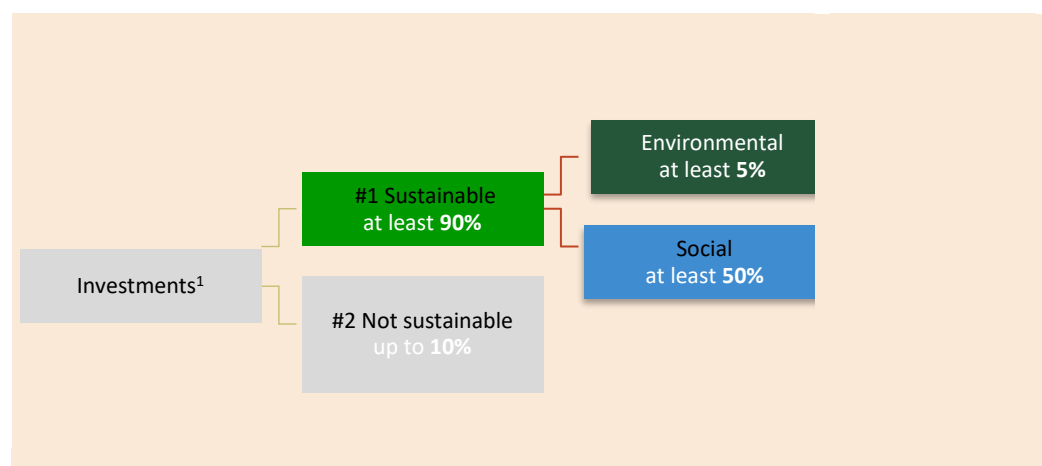 Environmental
at least 5%
#1 Sustainable
at least 90%
Social
at least 50%
Investments¹
#2 Not sustainable
up to 10%